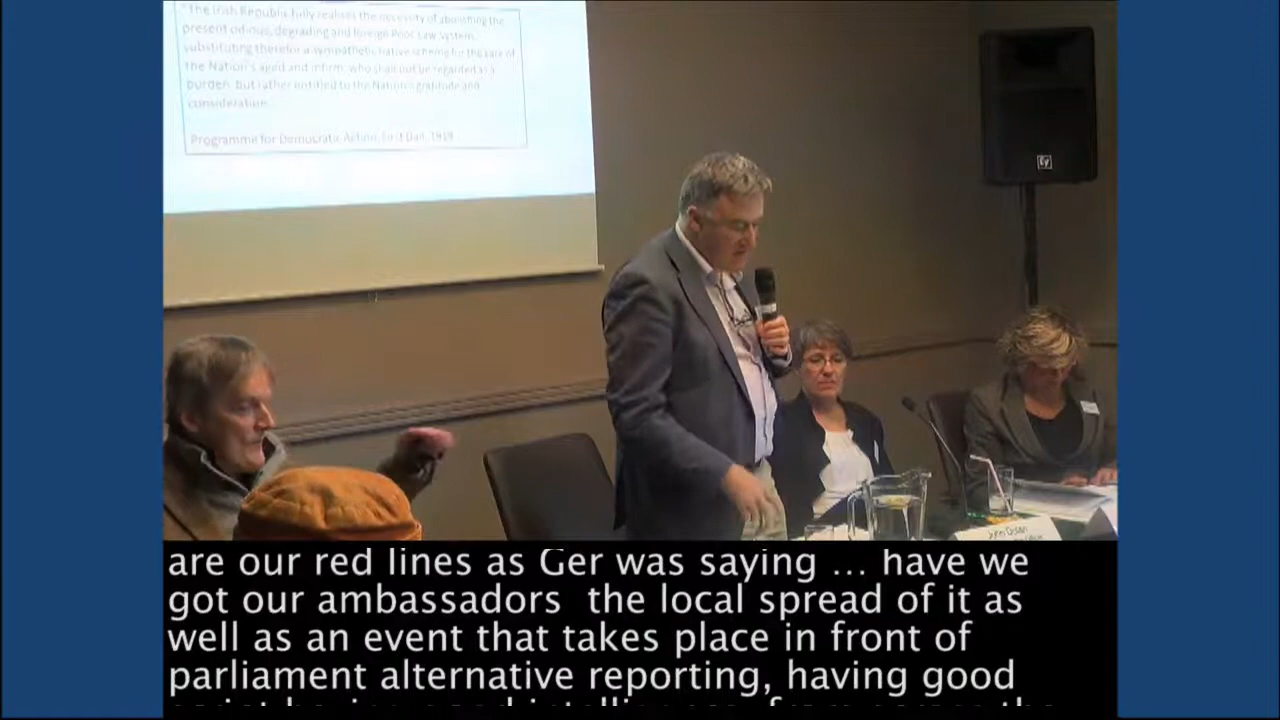 "The Irish Republic fully realises the necessity of abolishing the
present odious, degrading and foreign Poor Law System,
substituting therefor a sympathetic native scheme for the care of
the Nation's aged and infirm, who shall not be regarded as a
burden, but rather entitled to the Nation's gratitude and
consideration
Programme for Democratic Action, First Dail, 1919
John Dolan
are our red lines as Ger was saying ... have we
got our ambassadors  the local spread of it as
well as an event that takes place in front of
parliament alternative reporting, having good